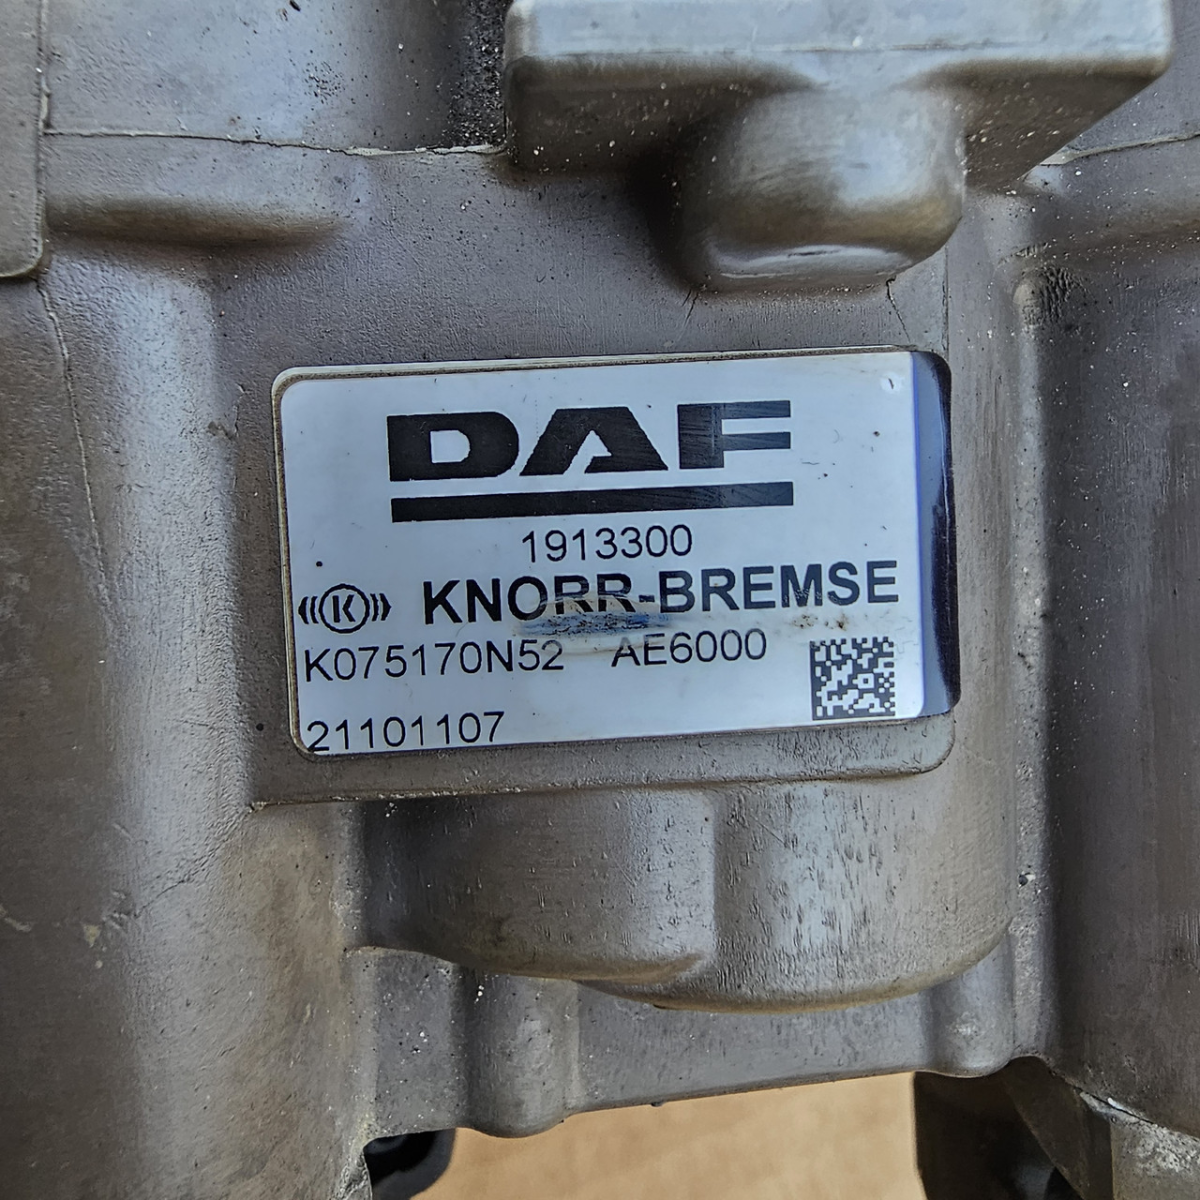 DAF
1913300
K KNORR-BREMSE
K075170N52 AE6000
21101107